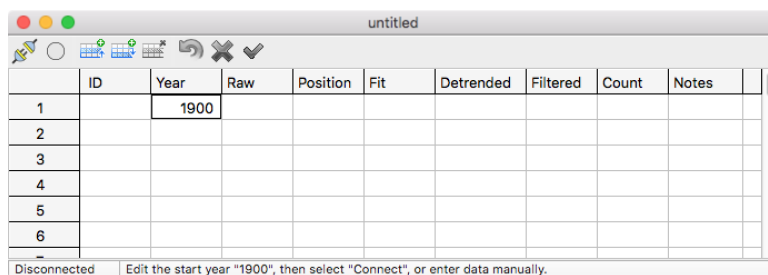 untitled
ID Year Raw Position Fit Detrended Filtered Count Notes
1 1900
2
3
4
5
6
Disconnected Edit the start year "1900", then select "Connect", or enter data manually.